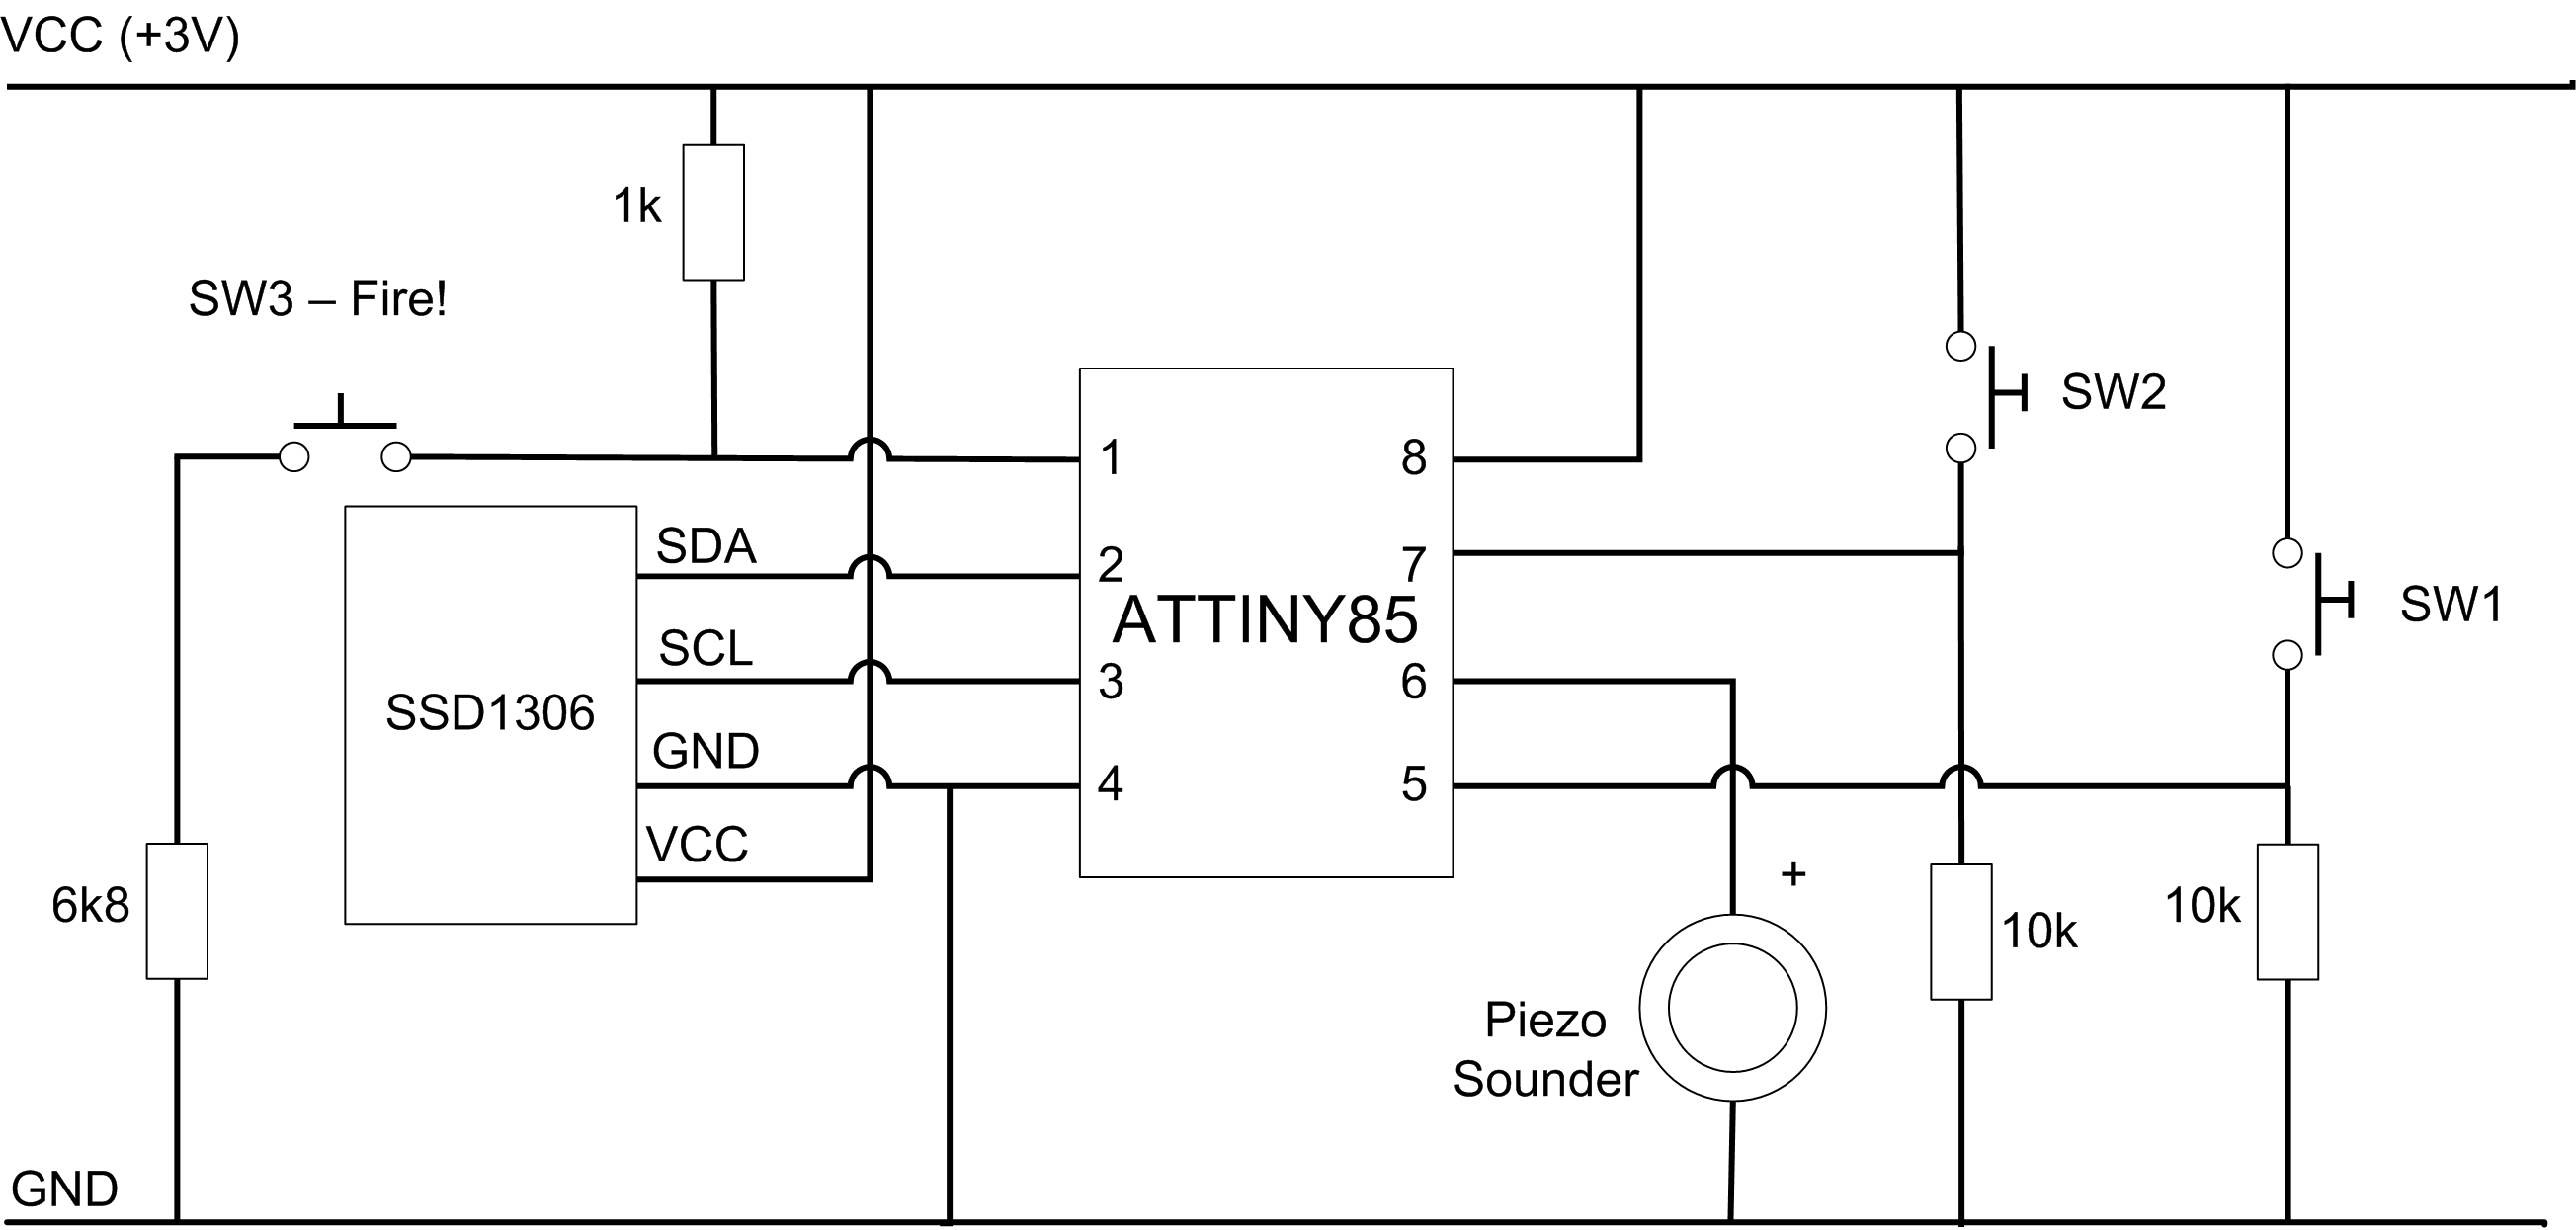 VCC (+3V)
1k
SW3 – Fire!
SW2
1
8
SDA
2
7
ATTINY85
SW1
SCL
3
6
SSD1306
GND
4
5
VCC
+
6k8
10k
10k
Piezo
Sounder
GND